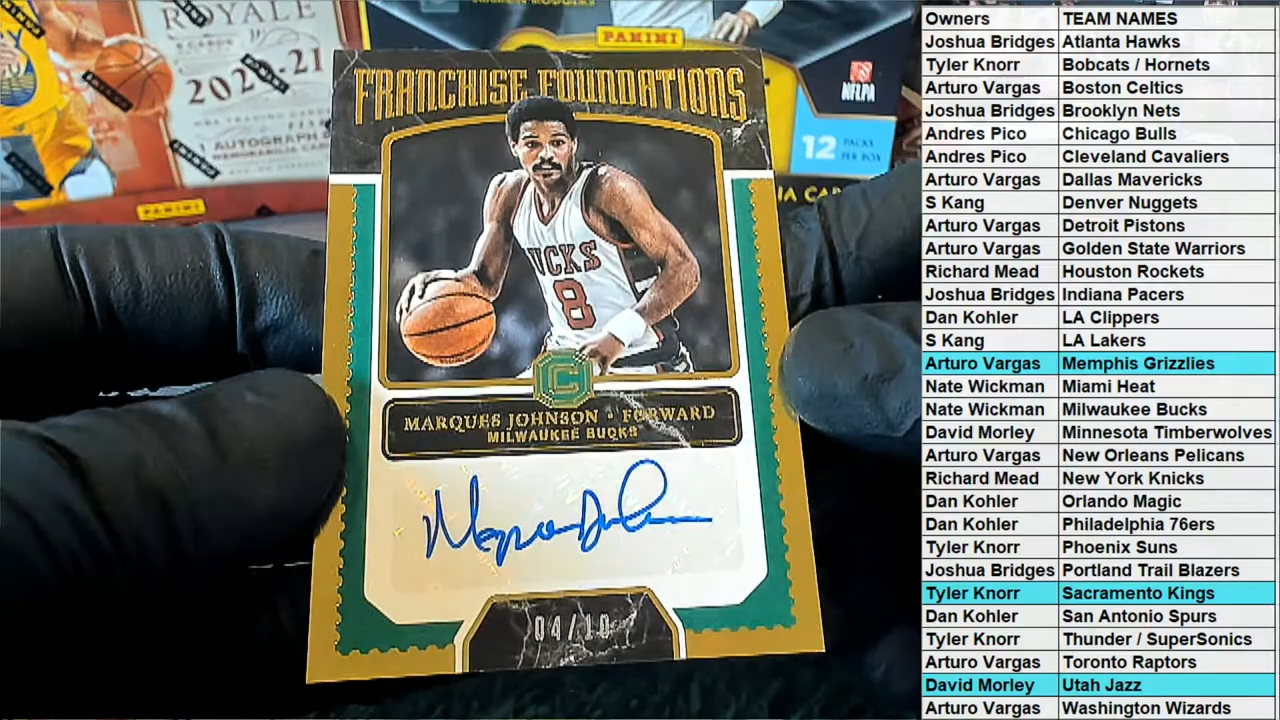 ROYALE
2020-21
1 AUTOGRAPH
PANINI
PANINI
NFLPA
12 PACKS PER BOX
FRANCHISE FOUNDATIONS
BUCKS
8
C
MARQUES JOHNSON • FORWARD
MILWAUKEE BUCKS
04/10
Owners TEAM NAMES
Joshua Bridges Atlanta Hawks
Tyler Knorr Bobcats / Hornets
Arturo Vargas Boston Celtics
Joshua Bridges Brooklyn Nets
Andres Pico Chicago Bulls
Andres Pico Cleveland Cavaliers
Arturo Vargas Dallas Mavericks
S Kang Denver Nuggets
Arturo Vargas Detroit Pistons
Arturo Vargas Golden State Warriors
Richard Mead Houston Rockets
Joshua Bridges Indiana Pacers
Dan Kohler LA Clippers
S Kang LA Lakers
Arturo Vargas Memphis Grizzlies
Nate Wickman Miami Heat
Nate Wickman Milwaukee Bucks
David Morley Minnesota Timberwolves
Arturo Vargas New Orleans Pelicans
Richard Mead New York Knicks
Dan Kohler Orlando Magic
Dan Kohler Philadelphia 76ers
Tyler Knorr Phoenix Suns
Joshua Bridges Portland Trail Blazers
Tyler Knorr Sacramento Kings
Dan Kohler San Antonio Spurs
Tyler Knorr Thunder / SuperSonics
Arturo Vargas Toronto Raptors
David Morley Utah Jazz
Arturo Vargas Washington Wizards